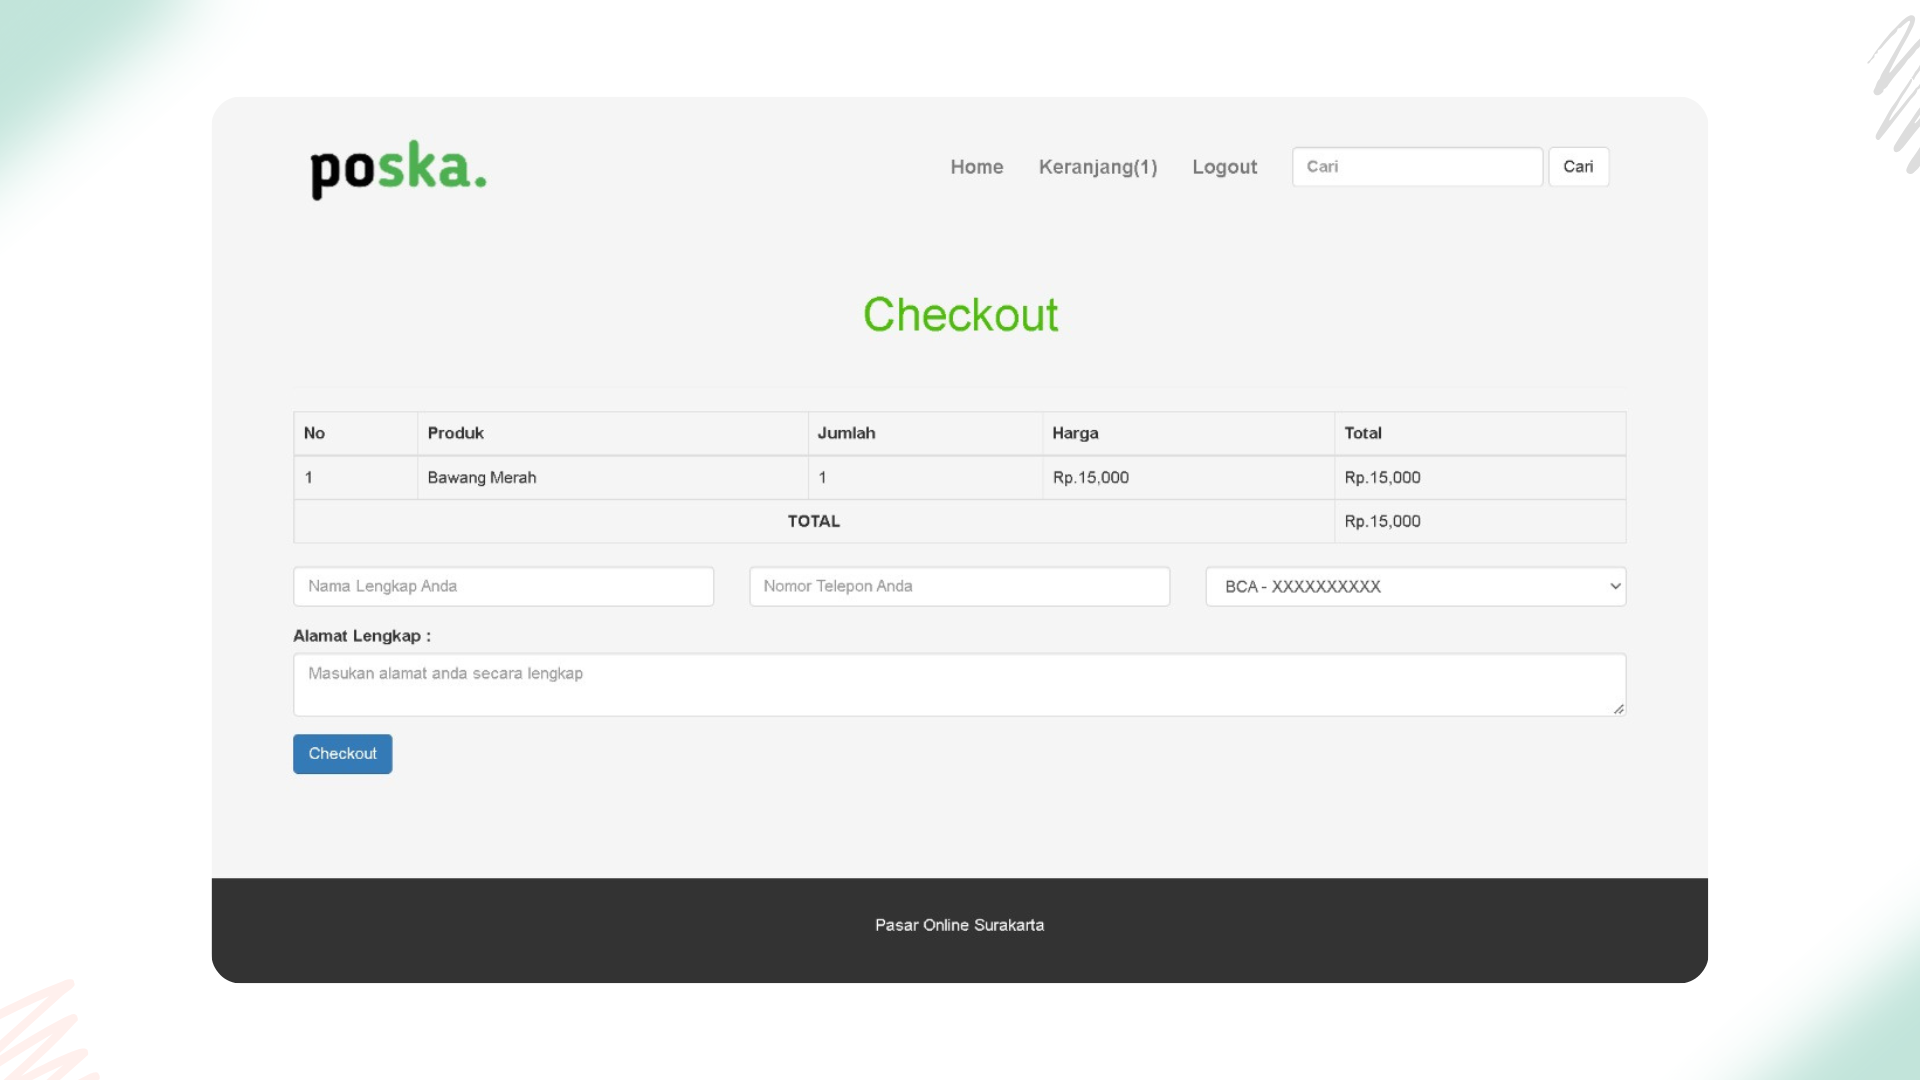 poska.
Home Keranjang(1) Logout Cari Cari
Checkout
No Produk Jumlah Harga Total
1 Bawang Merah 1 Rp.15,000 Rp.15,000
TOTAL Rp.15,000
Nama Lengkap Anda Nomor Telepon Anda BCA - XXXXXXXXXX
Alamat Lengkap :
Masukan alamat anda secara lengkap
Checkout
Pasar Online Surakarta